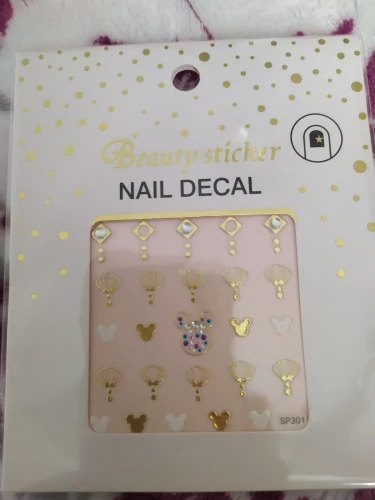 Beauty sticker
NAIL DECAL
SP301